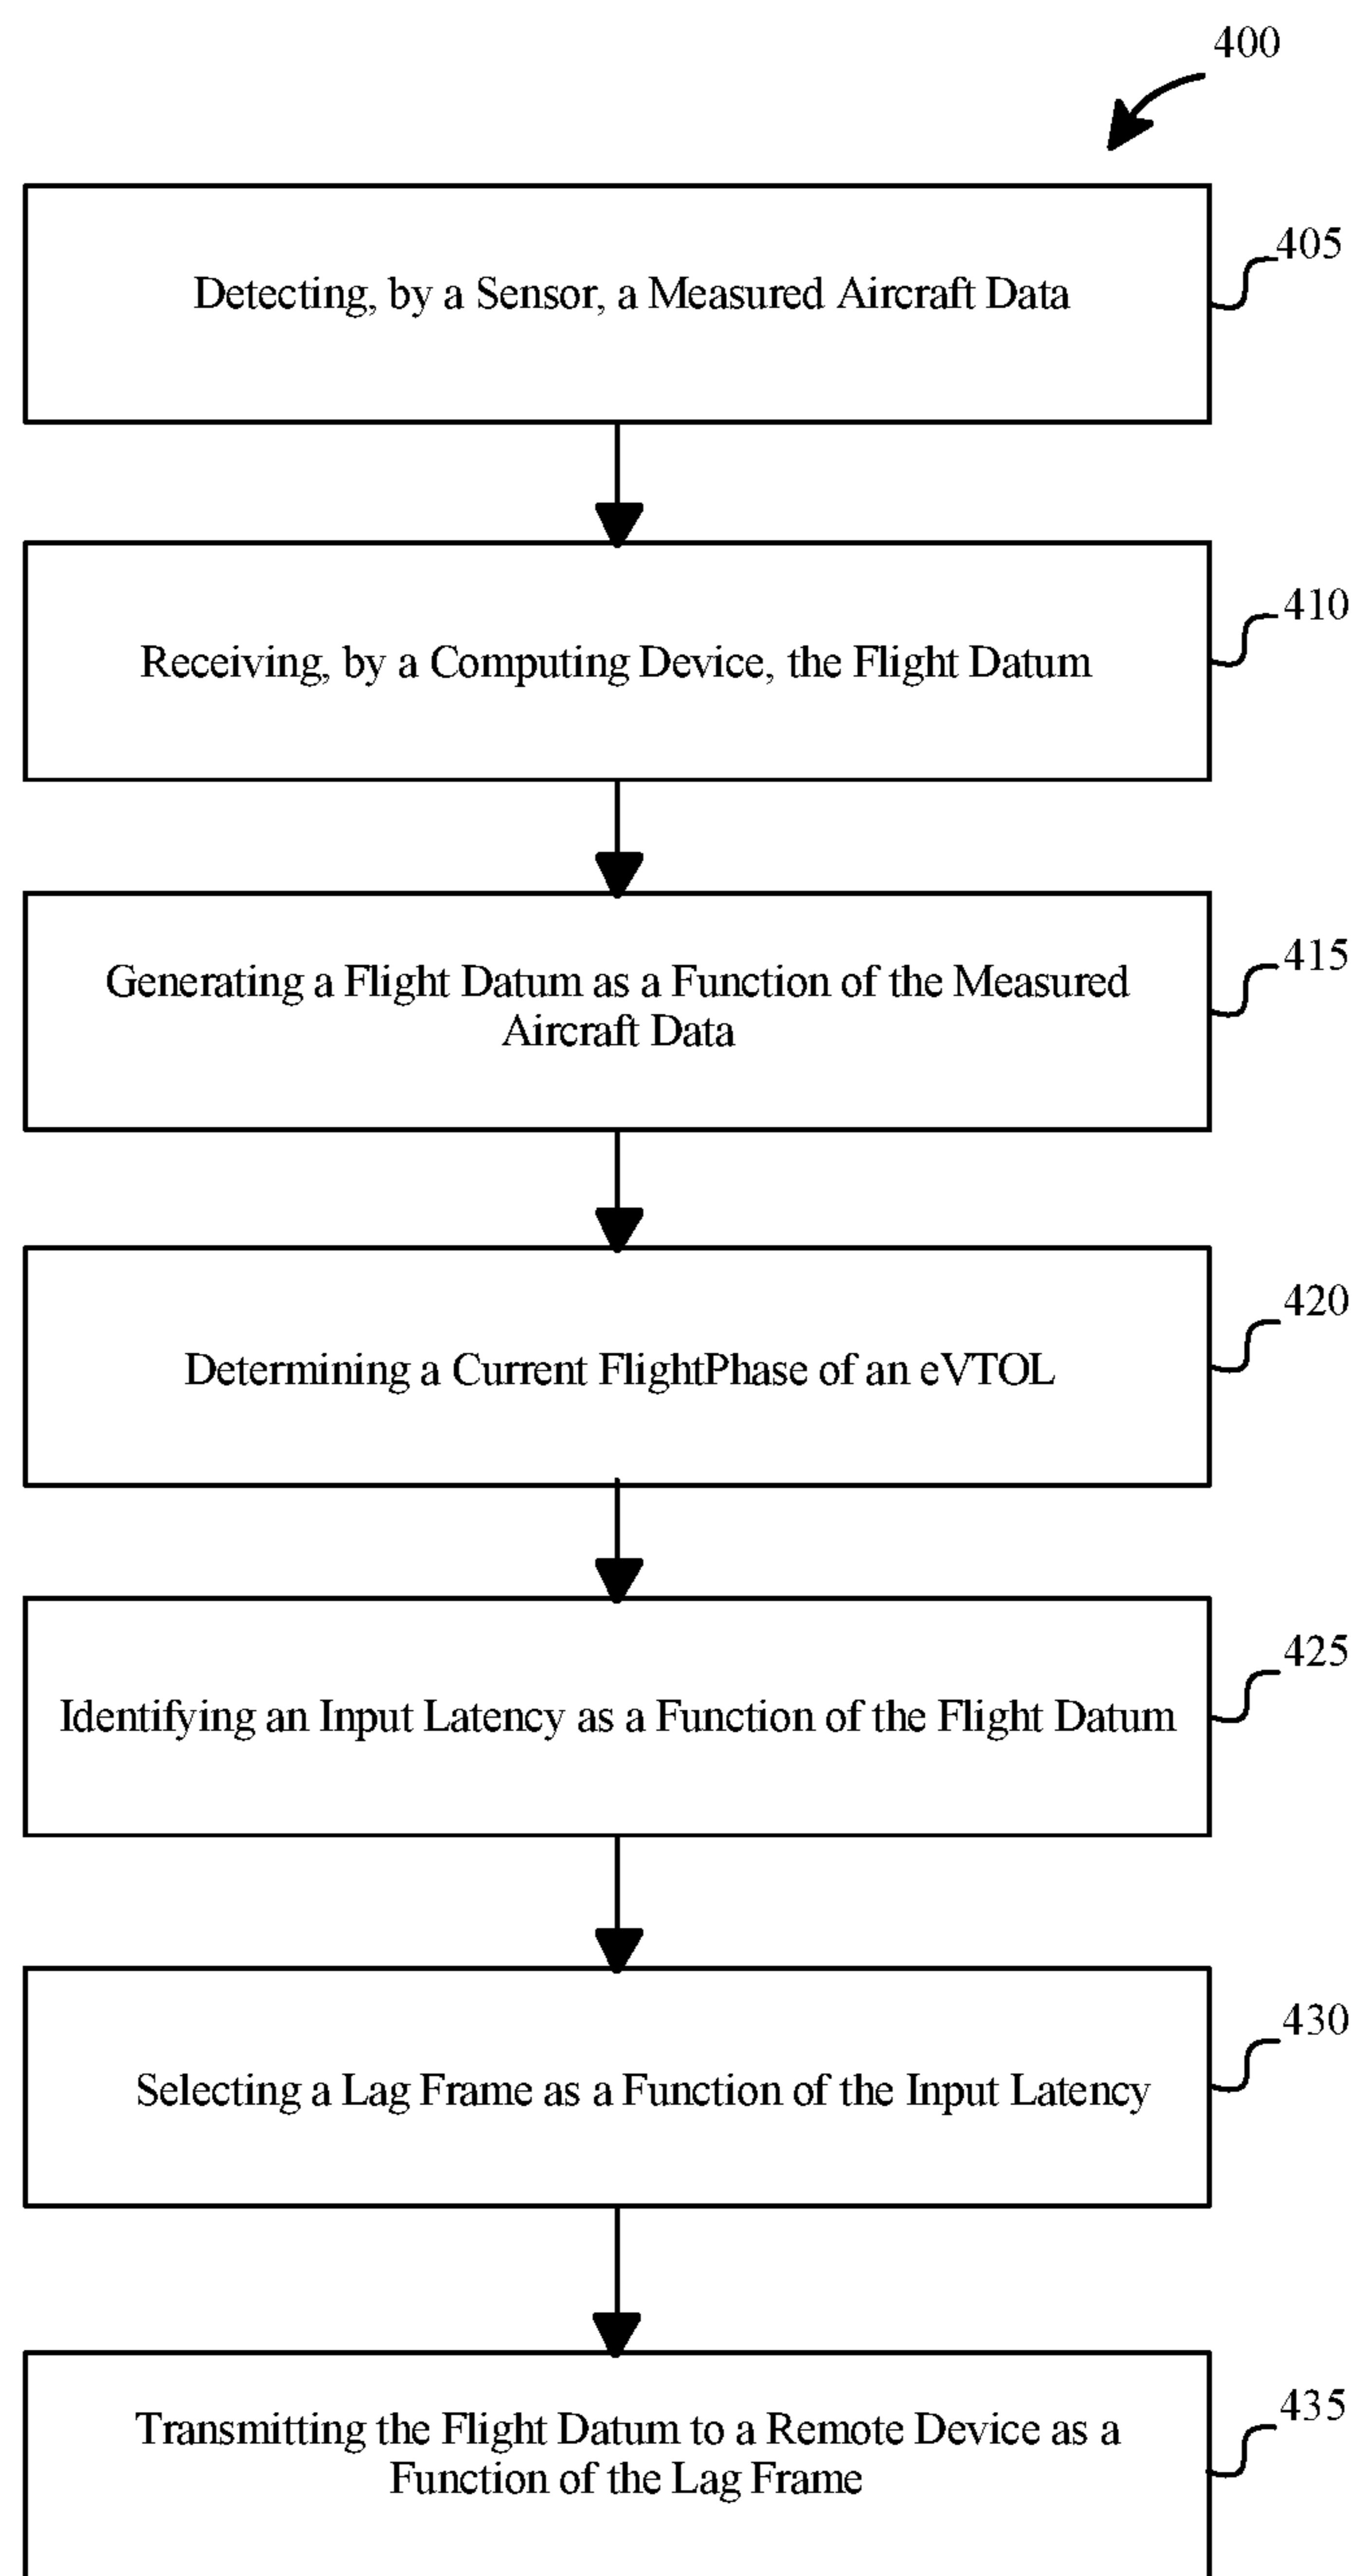 400
Detecting, by a Sensor, a Measured Aircraft Data
405
Receiving, by a Computing Device, the Flight Datum
410
Generating a Flight Datum as a Function of the Measured
Aircraft Data
415
Determining a Current FlightPhase of an eVTOL
420
Identifying an Input Latency as a Function of the Flight Datum
425
Selecting a Lag Frame as a Function of the Input Latency
430
Transmitting the Flight Datum to a Remote Device as a
Function of the Lag Frame
435